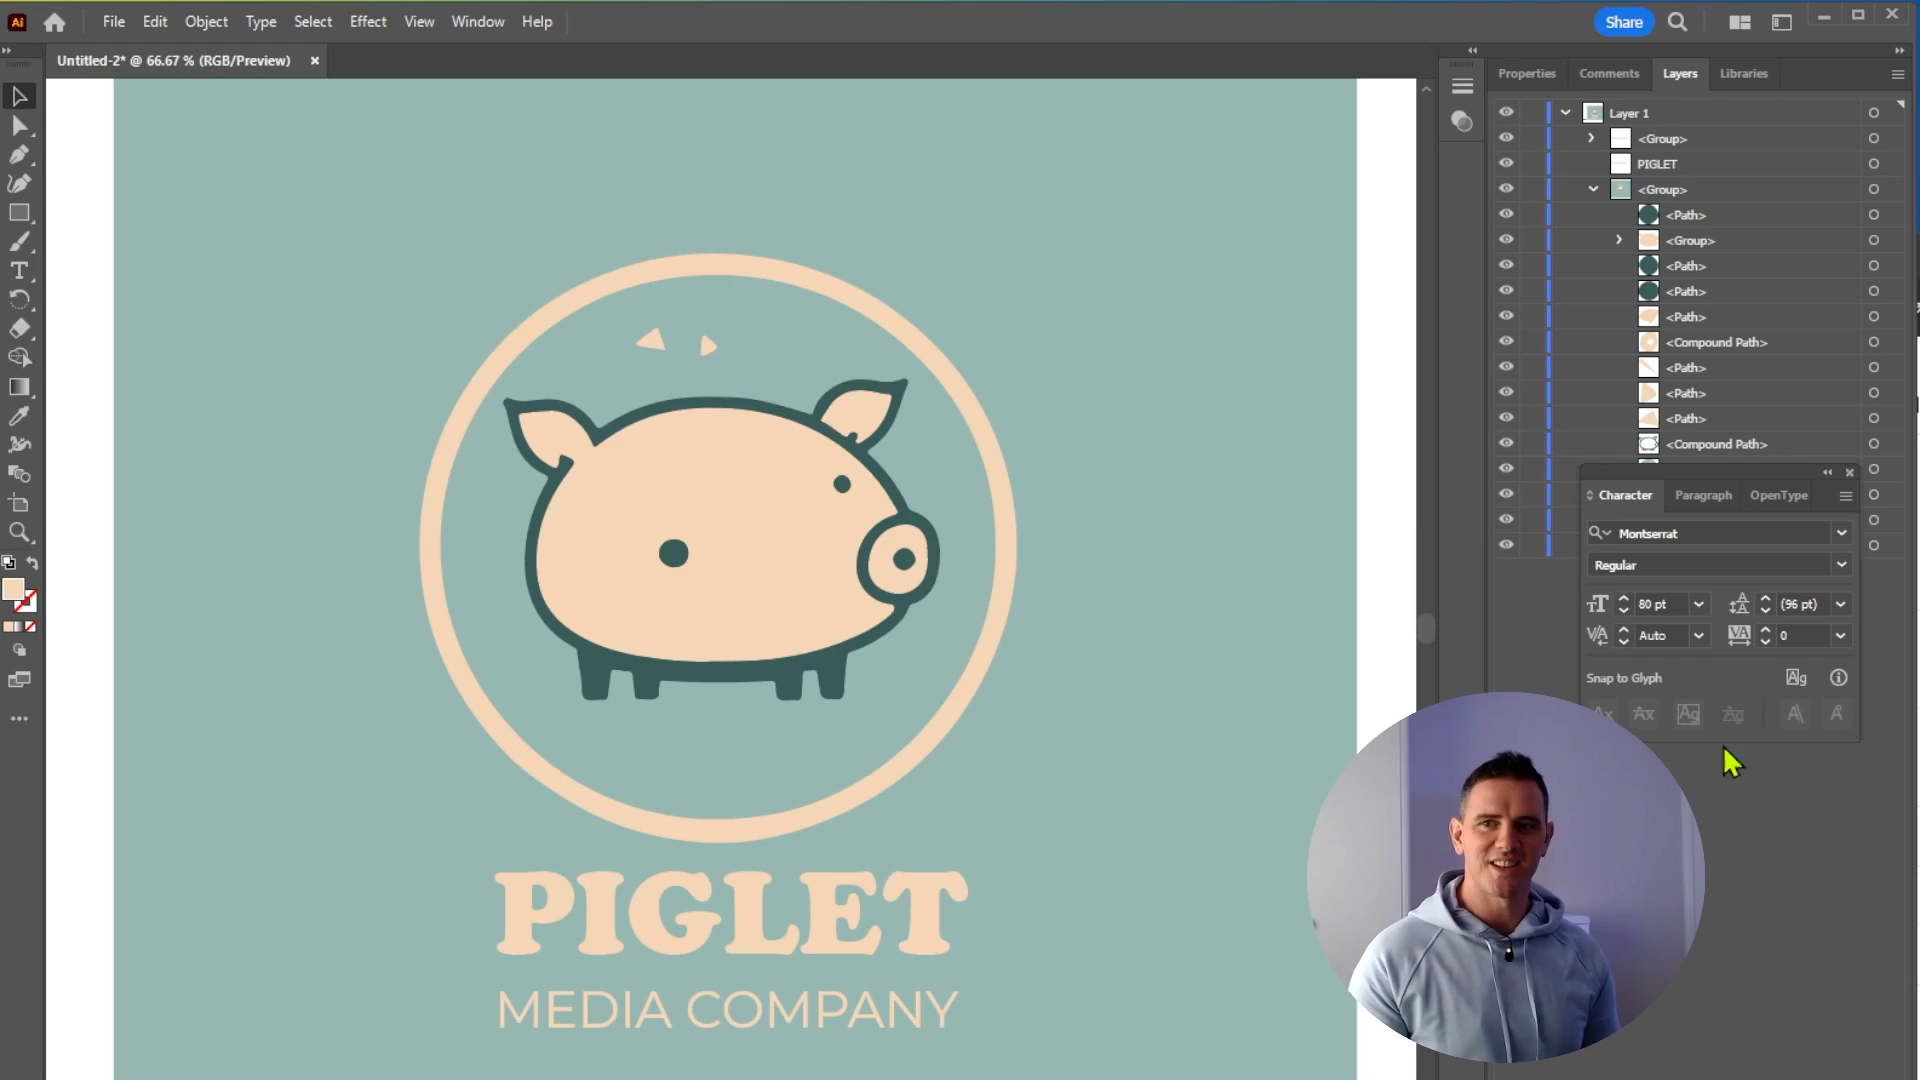 Ai File Edit Object Type Select Effect View Window Help Share
Untitled-2* @ 66.67 % (RGB/Preview)
Properties Comments Layers Libraries
Layer 1
<Group>
PIGLET
<Group>
<Path>
<Group>
<Path>
<Path>
<Path>
<Compound Path>
<Path>
<Path>
<Path>
<Compound Path>
Character Paragraph OpenType
Montserrat
Regular
80 pt (96 pt)
Auto 0
Snap to Glyph
PIGLET
MEDIA COMPANY